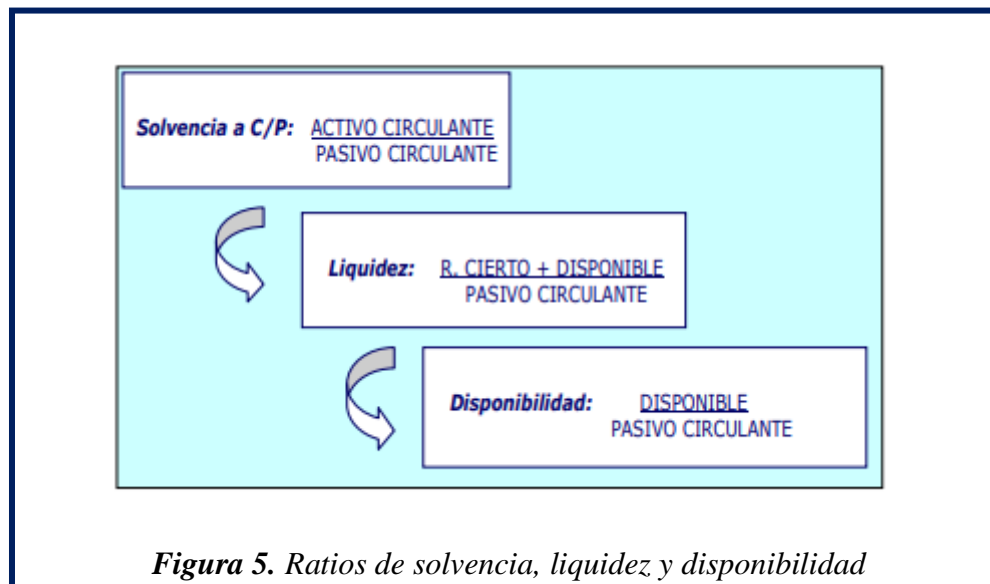 Solvencia a C/P: ACTIVO CIRCULANTE
PASIVO CIRCULANTE
Liquidez: R. CIERTO + DISPONIBLE
PASIVO CIRCULANTE
Disponibilidad: DISPONIBLE
PASIVO CIRCULANTE
Figura 5. Ratios de solvencia, liquidez y disponibilidad